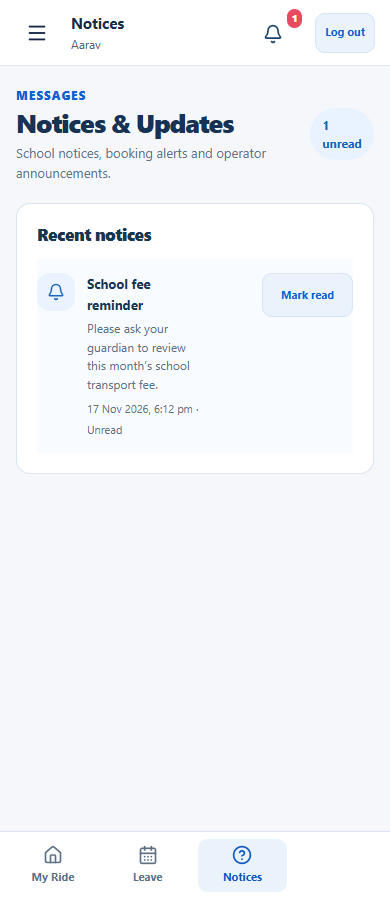 Notices
Aarav
1
Log out
MESSAGES
Notices & Updates
School notices, booking alerts and operator
announcements.
1
unread
Recent notices
School fee
reminder
Please ask your
guardian to review
this month's school
transport fee.
17 Nov 2026, 6:12 pm ·
Unread
Mark read
My Ride
Leave
Notices